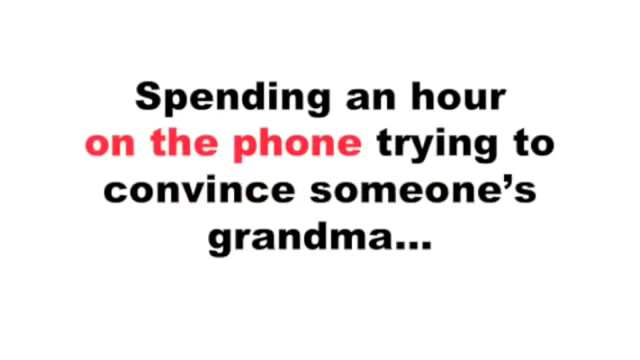 Spending an hour
on the phone trying to
convince someone’s
grandma...